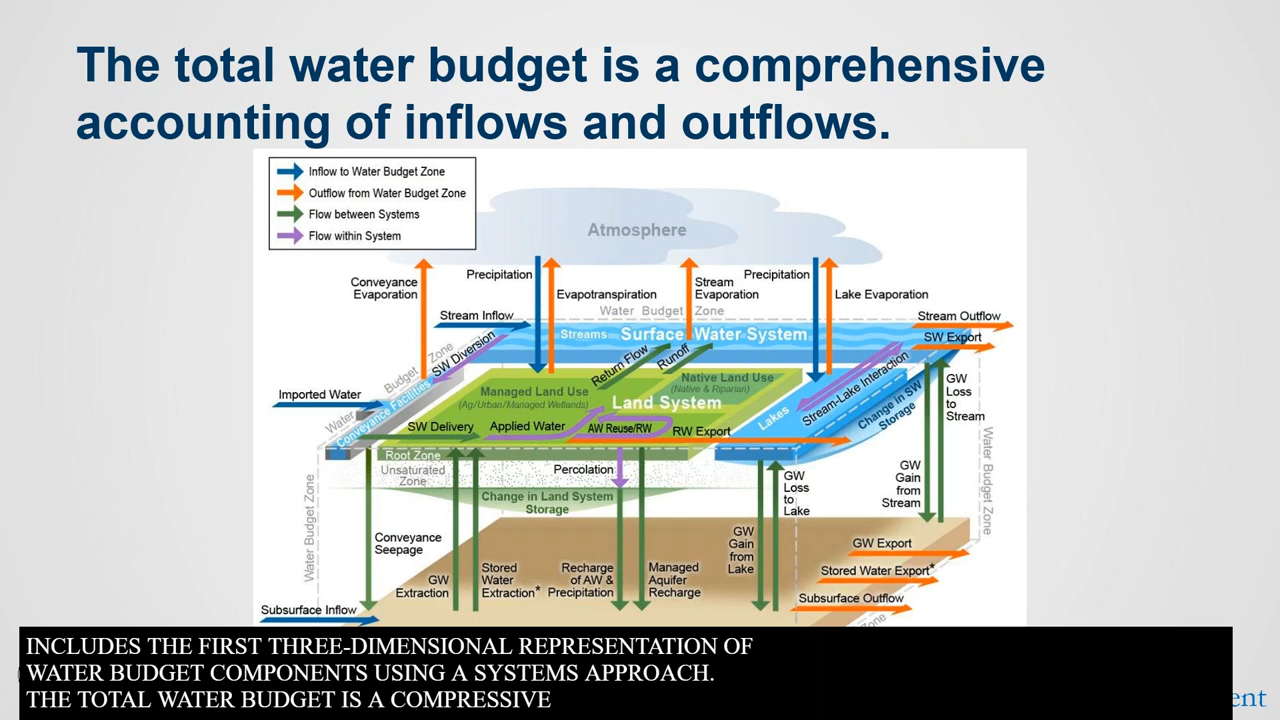 The total water budget is a comprehensive
accounting of inflows and outflows.
Inflow to Water Budget Zone
Outflow from Water Budget Zone
Flow between Systems
Flow within System
Atmosphere
Conveyance
Evaporation
Precipitation
Evapotranspiration
Stream
Evaporation
Precipitation
Lake Evaporation
Water Budget Zone
Stream Inflow
Stream Outflow
Streams
Surface Water System
SW Export
SW Diversion
Water Budget Zone
Return Flow
Runoff
Stream-Lake Interaction
Imported Water
Conveyance Facilities
Managed Land Use
(Ag/Urban/Managed Wetlands)
Native Land Use
(Native & Riparian)
Land System
Lakes
Change in SW
Storage
GW
Loss
to
Stream
SW Delivery
Applied Water
AW Reuse/RW
RW Export
Root Zone
Unsaturated
Zone
Percolation
Change in Land System
Storage
GW
Loss
to
Lake
GW
Gain
from
Stream
Water Budget Zone
Water Budget Zone
Conveyance
Seepage
GW
Extraction
Stored
Water
Extraction*
Recharge
of AW &
Precipitation
Managed
Aquifer
Recharge
GW
Gain
from
Lake
GW Export
Stored Water Export*
Subsurface Outflow
Subsurface Inflow
Zone
INCLUDES THE FIRST THREE-DIMENSIONAL REPRESENTATION OF
WATER BUDGET COMPONENTS USING A SYSTEMS APPROACH.
THE TOTAL WATER BUDGET IS A COMPRESSIVE
ent